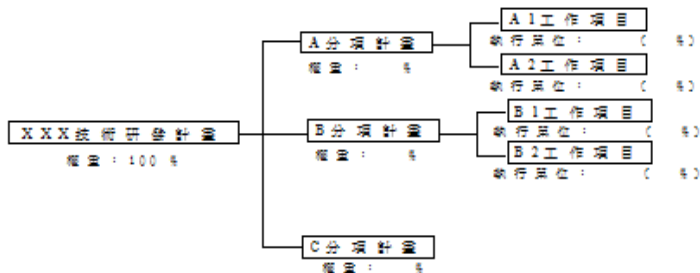 A1工作項目
執行單位： （ %）
A分項計畫
權重： %
A2工作項目
執行單位： （ %）
B1工作項目
執行單位： （ %）
XXX技術研發計畫
權重：100 %
B分項計畫
權重： %
B2工作項目
執行單位： （ %）
C分項計畫
權重： %